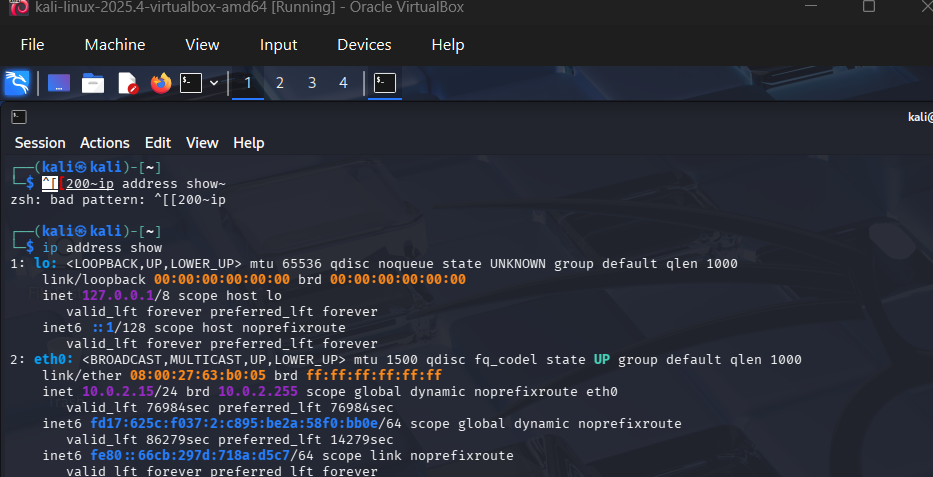 kali-linux-2025.4-virtualbox-amd64 [Running] - Oracle VirtualBox
File Machine View Input Devices Help
1 2 3 4
kali@
Session Actions Edit View Help
┌──(kali㉿kali)-[~]
└─$ ^[[200~ip address show~
zsh: bad pattern: ^[[200~ip
┌──(kali㉿kali)-[~]
└─$ ip address show
1: lo: <LOOPBACK,UP,LOWER_UP> mtu 65536 qdisc noqueue state UNKNOWN group default qlen 1000
link/loopback 00:00:00:00:00:00 brd 00:00:00:00:00:00
inet 127.0.0.1/8 scope host lo
valid_lft forever preferred_lft forever
inet6 ::1/128 scope host noprefixroute
valid_lft forever preferred_lft forever
2: eth0: <BROADCAST,MULTICAST,UP,LOWER_UP> mtu 1500 qdisc fq_codel state UP group default qlen 1000
link/ether 08:00:27:63:b0:05 brd ff:ff:ff:ff:ff:ff
inet 10.0.2.15/24 brd 10.0.2.255 scope global dynamic noprefixroute eth0
valid_lft 76984sec preferred_lft 76984sec
inet6 fd17:625c:f037:2:c895:be2a:58f0:bb0e/64 scope global dynamic noprefixroute
valid_lft 86279sec preferred_lft 14279sec
inet6 fe80::66cb:297d:718a:d5c7/64 scope link noprefixroute
valid_lft forever preferred_lft forever